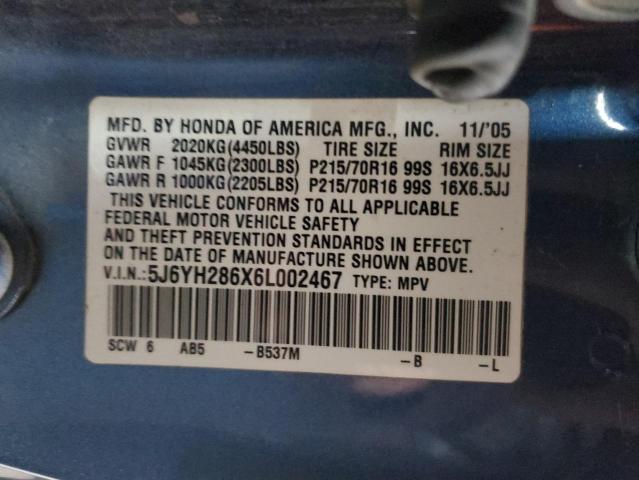 MFD. BY HONDA OF AMERICA MFG., INC. 11/'05
GVWR 2020KG(4450LBS) TIRE SIZE RIM SIZE
GAWR F 1045KG(2300LBS) P215/70R16 99S 16X6.5JJ
GAWR R 1000KG(2205LBS) P215/70R16 99S 16X6.5JJ
THIS VEHICLE CONFORMS TO ALL APPLICABLE
FEDERAL MOTOR VEHICLE SAFETY
AND THEFT PREVENTION STANDARDS IN EFFECT
ON THE DATE OF MANUFACTURE SHOWN ABOVE.
V.I.N.:5J6YH286X6L002467 TYPE: MPV
SCW 6 AB5 -B537M -B -L